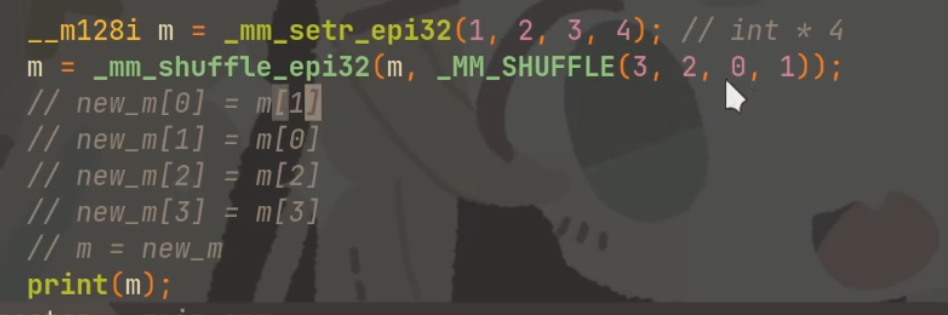 __m128i m = _mm_setr_epi32(1, 2, 3, 4); // int * 4
m = _mm_shuffle_epi32(m, _MM_SHUFFLE(3, 2, 0, 1));
// new_m[0] = m[1]
// new_m[1] = m[0]
// new_m[2] = m[2]
// new_m[3] = m[3]
// m = new_m
print(m);